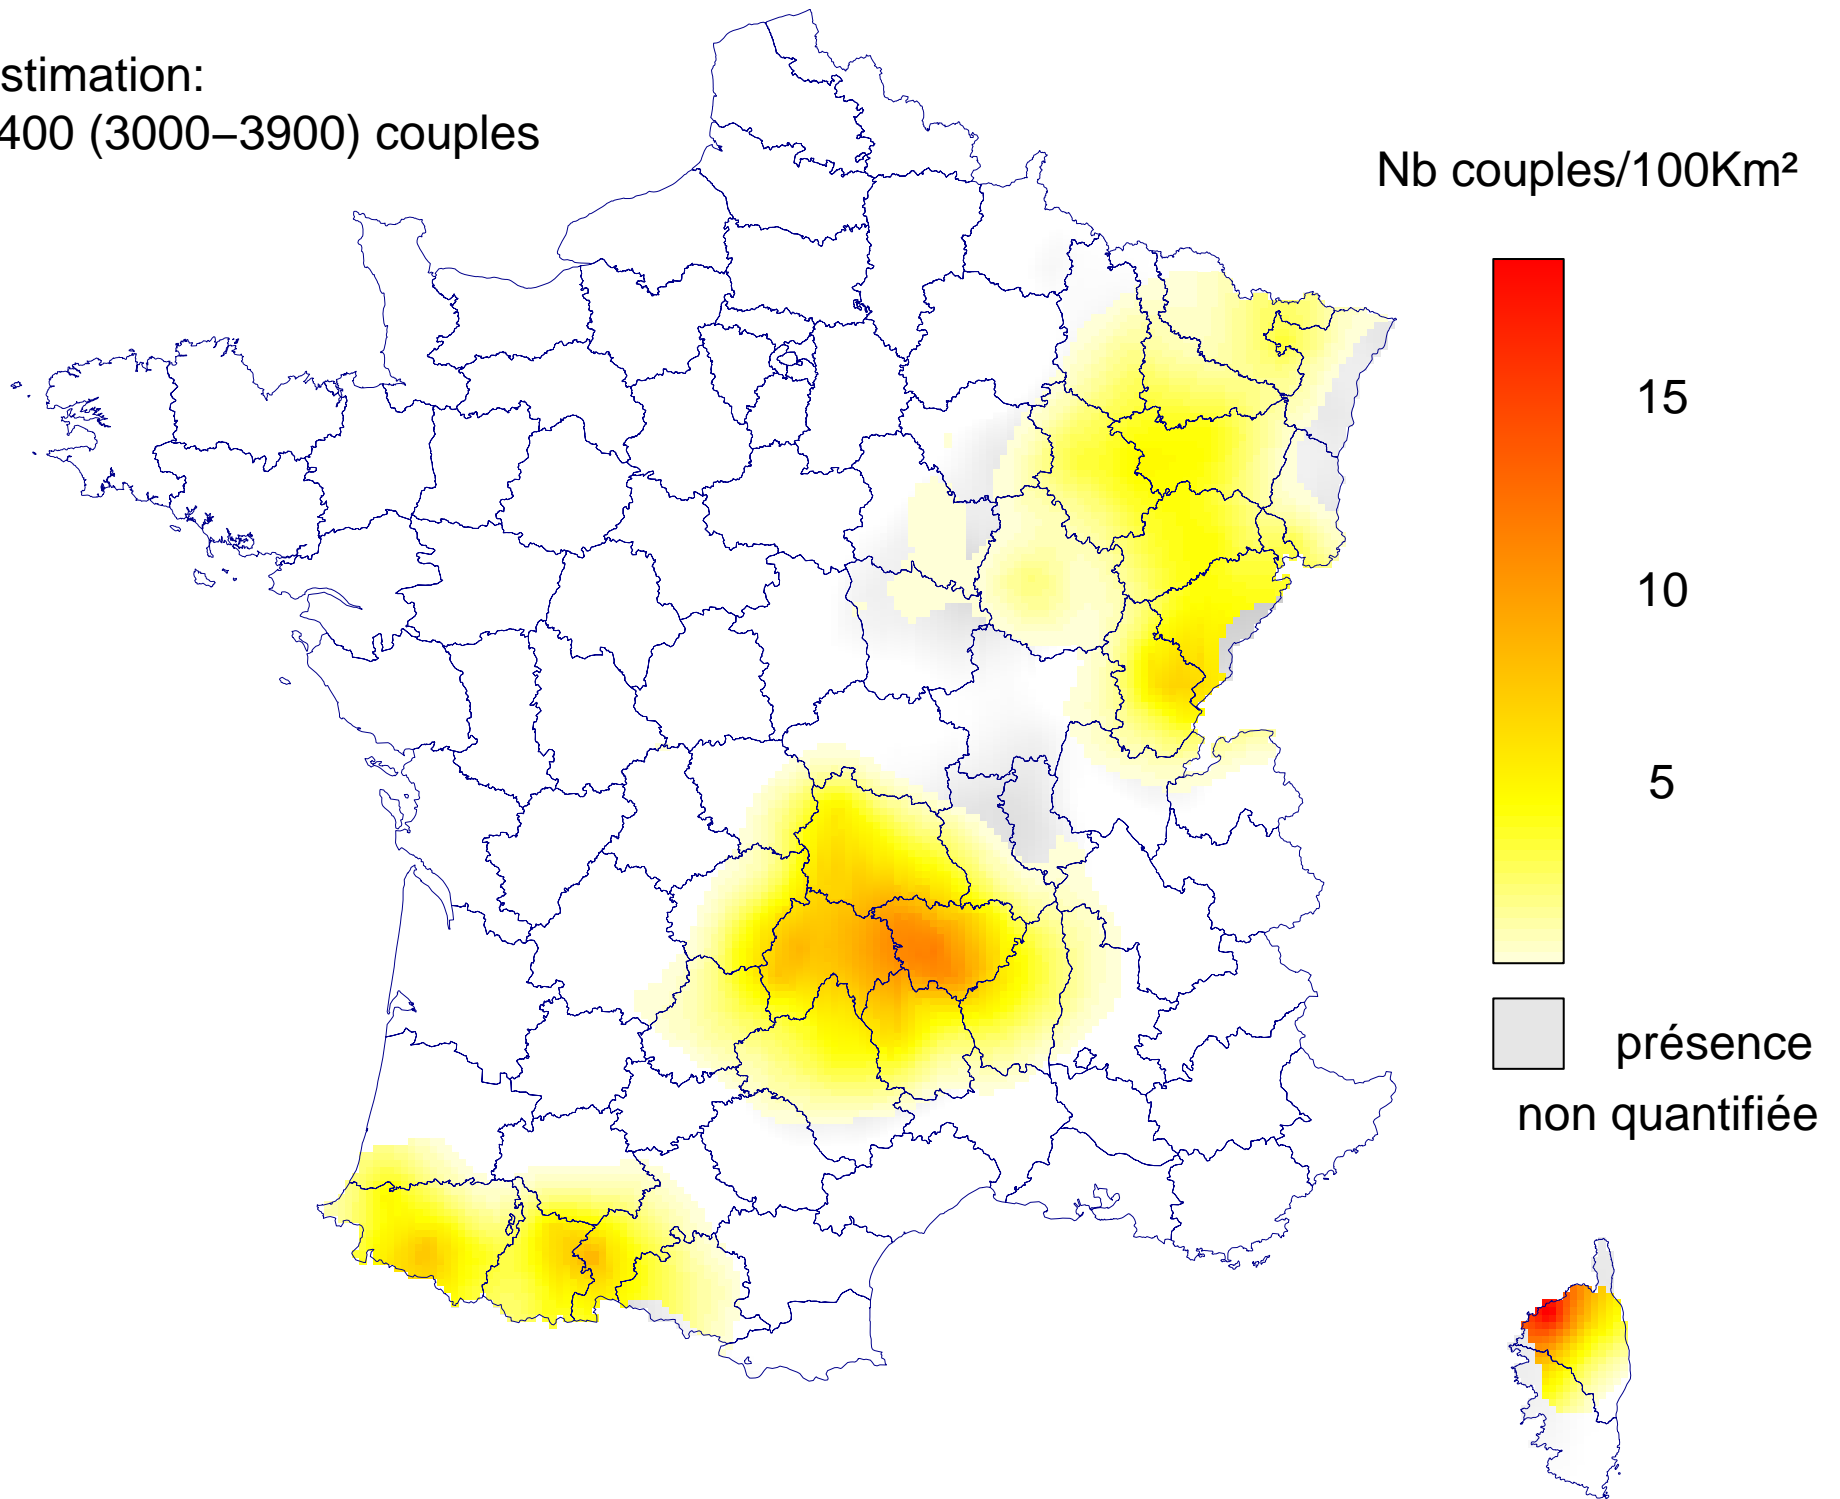 stimation:
400 (3000–3900) couples
Nb couples/100Km²
15
10
5
présence
non quantifiée